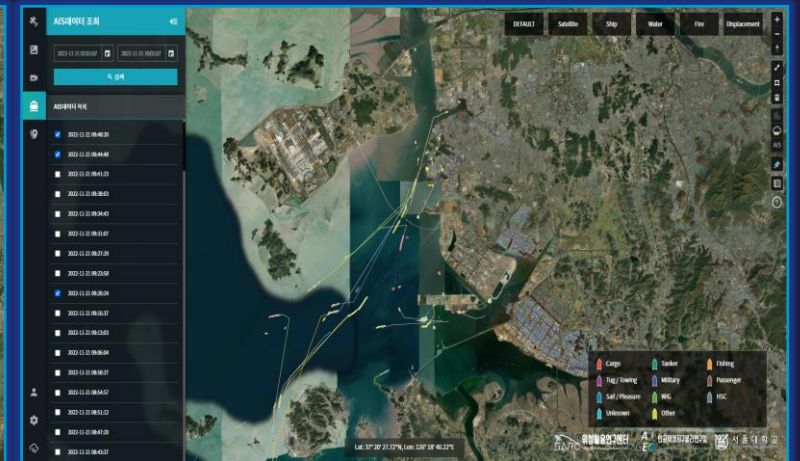 AIS데이터 조회
2022-11-21 02:01:07
2022-11-21 10:01:07
검색
AIS데이터 목록
2022-11-21 09:48:20
2022-11-21 09:44:48
2022-11-21 09:41:23
2022-11-21 09:38:03
2022-11-21 09:34:43
2022-11-21 09:31:07
2022-11-21 09:27:29
2022-11-21 09:23:58
2022-11-21 09:20:24
2022-11-21 09:16:37
2022-11-21 09:13:03
2022-11-21 09:06:04
2022-11-21 08:58:37
2022-11-21 08:54:57
2022-11-21 08:51:12
2022-11-21 08:47:20
2022-11-21 08:43:37
DEFAULT
Satellite
Ship
Water
Fire
Displacement
AIS
Cargo
Tanker
Fishing
Tug / Towing
Military
Passenger
Sail / Pleasure
WIG
HSC
Unknown
Other
Lat: 37° 20' 27.72"N, Lon: 126° 18' 40.22"E
위성활용연구센터
서울대학교